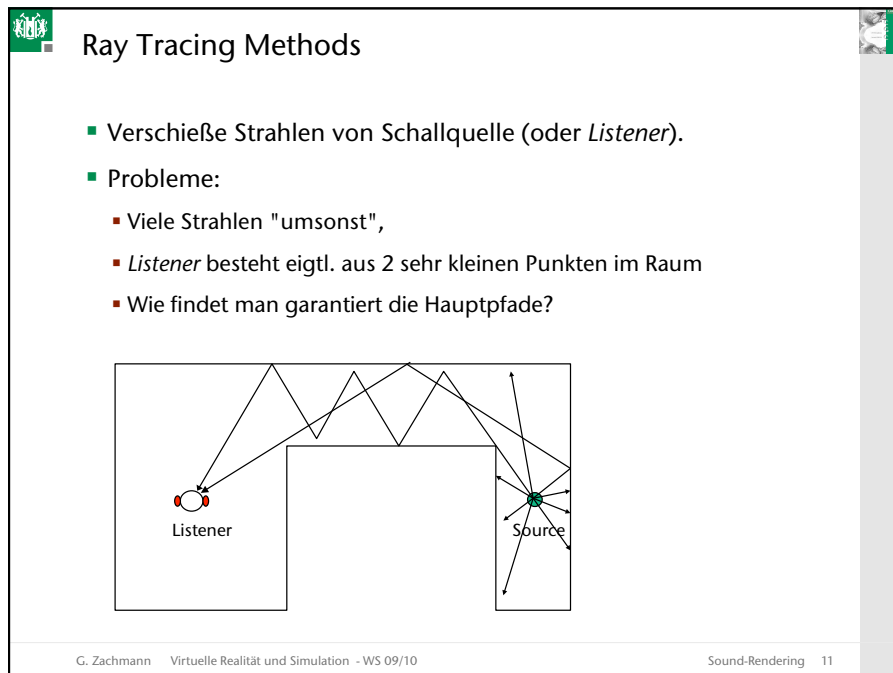 Ray Tracing Methods
▪ Verschieße Strahlen von Schallquelle (oder Listener).
▪ Probleme:
▪ Viele Strahlen "umsonst",
▪ Listener besteht eigtl. aus 2 sehr kleinen Punkten im Raum
▪ Wie findet man garantiert die Hauptpfade?
Listener
Source
G. Zachmann Virtuelle Realität und Simulation - WS 09/10 Sound-Rendering 11